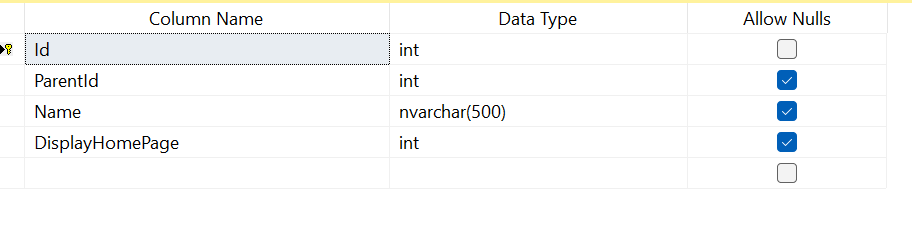 Column Name Data Type Allow Nulls
Id int
ParentId int
Name nvarchar(500)
DisplayHomePage int